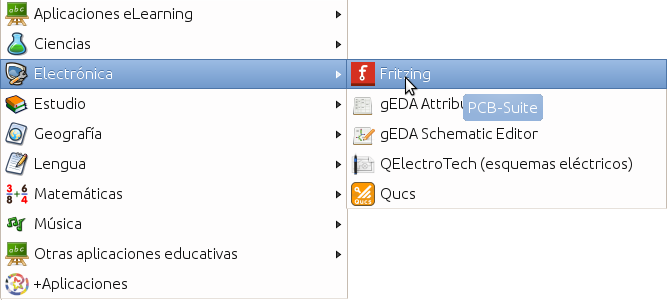 Aplicaciones eLearning
Ciencias
Electrónica
Estudio
Geografía
Lengua
Matemáticas
Música
Otras aplicaciones educativas
+Aplicaciones
Fritzing
gEDA
PCB-Suite
gEDA Schematic Editor
QElectroTech (esquemas eléctricos)
Qucs